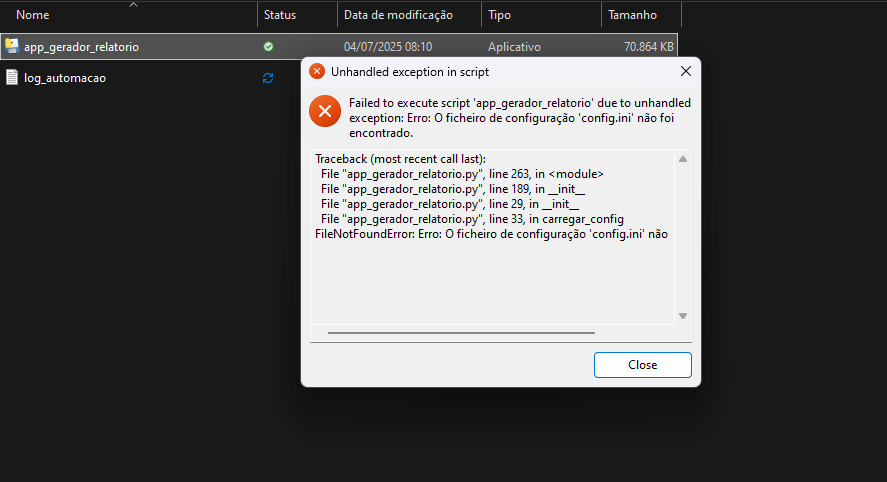 Nome Status Data de modificação Tipo Tamanho
app_gerador_relatorio 04/07/2025 08:10 Aplicativo 70.864 KB
log_automacao
Unhandled exception in script
Failed to execute script 'app_gerador_relatorio' due to unhandled
exception: Erro: O ficheiro de configuração 'config.ini' não foi
encontrado.
Traceback (most recent call last):
File "app_gerador_relatorio.py", line 263, in <module>
File "app_gerador_relatorio.py", line 189, in __init__
File "app_gerador_relatorio.py", line 29, in __init__
File "app_gerador_relatorio.py", line 33, in carregar_config
FileNotFoundError: Erro: O ficheiro de configuração 'config.ini' não
Close